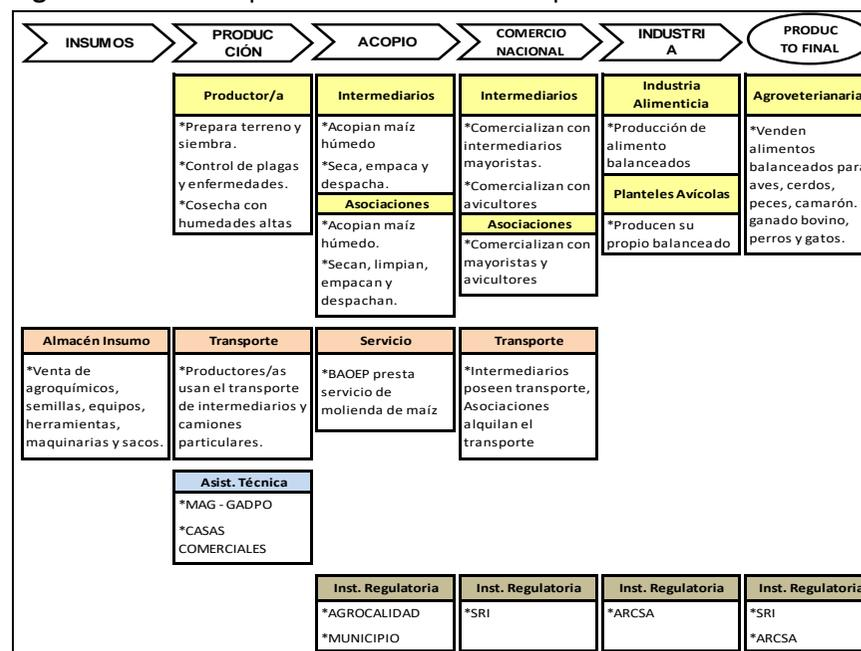 INSUMOS
PRODUC
CIÓN
ACOPIO
COMERCIO
NACIONAL
INDUSTRI
A
PRODUC
TO FINAL
Productor/a
*Prepara terreno y
siembra.
*Control de plagas
y enfermedades.
*Cosecha con
humedades altas
Intermediarios
*Acopian maíz
húmedo
*Seca, empaca y
despacha.
Asociaciones
*Acopian maíz
húmedo.
*Secan, limpian,
empacan y
despachan.
Intermediarios
*Comercializan con
intermediarios
mayoristas.
*Comercializan con
avicultores
Asociaciones
*Comercializan con
mayoristas y
avicultores
Industria
Alimenticia
*Producción de
alimento
balanceados
Planteles Avícolas
*Producen su
propio balanceado
Agroveterianaria
*Venden
alimentos
balanceados para
aves, cerdos,
peces, camarón.
ganado bovino,
perros y gatos.
Almacén Insumo
*Venta de
agroquímicos,
semillas, equipos,
herramientas,
maquinarias y sacos.
Transporte
*Productores/as
usan el transporte
de intermediarios y
camiones
particulares.
Servicio
*BAOEP presta
servicio de
molienda de maíz
Transporte
*Intermediarios
poseen transporte,
Asociaciones
alquilan el
transporte
Asist. Técnica
*MAG - GADPO
*CASAS
COMERCIALES
Inst. Regulatoria
*AGROCALIDAD
*MUNICIPIO
Inst. Regulatoria
*SRI
Inst. Regulatoria
*ARCSA
Inst. Regulatoria
*SRI
*ARCSA